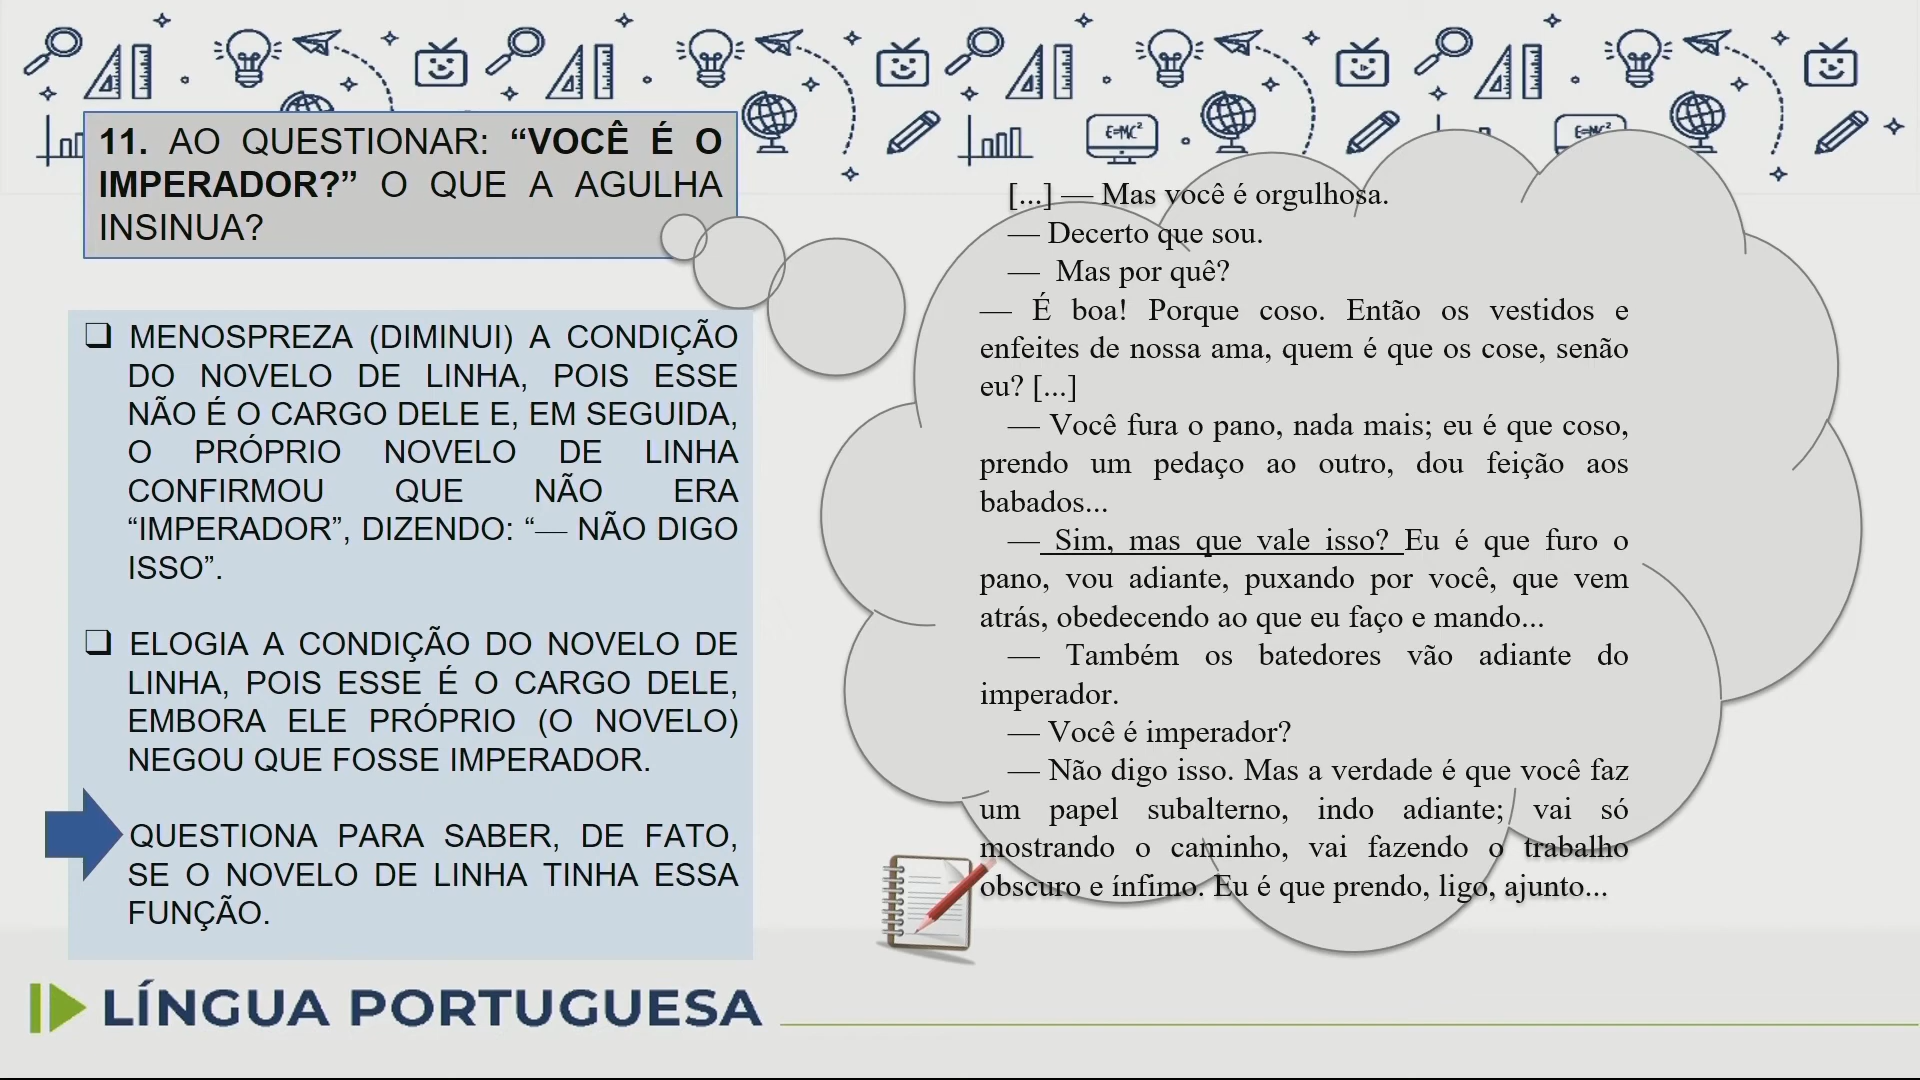 11. AO QUESTIONAR: “VOCÊ É O
IMPERADOR?” O QUE A AGULHA
INSINUA?
❑ MENOSPREZA (DIMINUI) A CONDIÇÃO
DO NOVELO DE LINHA, POIS ESSE
NÃO É O CARGO DELE E, EM SEGUIDA,
O PRÓPRIO NOVELO DE LINHA
CONFIRMOU QUE NÃO ERA
“IMPERADOR”, DIZENDO: “— NÃO DIGO
ISSO”.
❑ ELOGIA A CONDIÇÃO DO NOVELO DE
LINHA, POIS ESSE É O CARGO DELE,
EMBORA ELE PRÓPRIO (O NOVELO)
NEGOU QUE FOSSE IMPERADOR.
QUESTIONA PARA SABER, DE FATO,
SE O NOVELO DE LINHA TINHA ESSA
FUNÇÃO.
[...] — Mas você é orgulhosa.
— Decerto que sou.
— Mas por quê?
— É boa! Porque coso. Então os vestidos e
enfeites de nossa ama, quem é que os cose, senão
eu? [...]
— Você fura o pano, nada mais; eu é que coso,
prendo um pedaço ao outro, dou feição aos
babados...
— Sim, mas que vale isso? Eu é que furo o
pano, vou adiante, puxando por você, que vem
atrás, obedecendo ao que eu faço e mando...
— Também os batedores vão adiante do
imperador.
— Você é imperador?
— Não digo isso. Mas a verdade é que você faz
um papel subalterno, indo adiante; vai só
mostrando o caminho, vai fazendo o trabalho
obscuro e ínfimo. Eu é que prendo, ligo, ajunto...
E=MC²
E=MC²
LÍNGUA PORTUGUESA